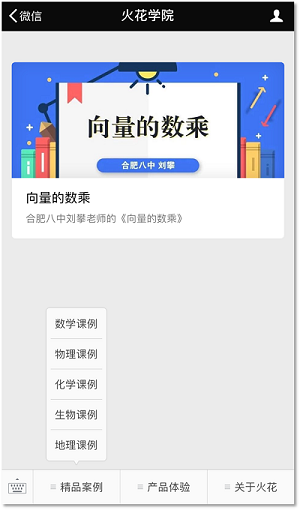 微信
火花学院
向量的数乘
合肥八中 刘攀
向量的数乘
合肥八中刘攀老师的《向量的数乘》
数学课例
物理课例
化学课例
生物课例
地理课例
精品案例
产品体验
关于火花